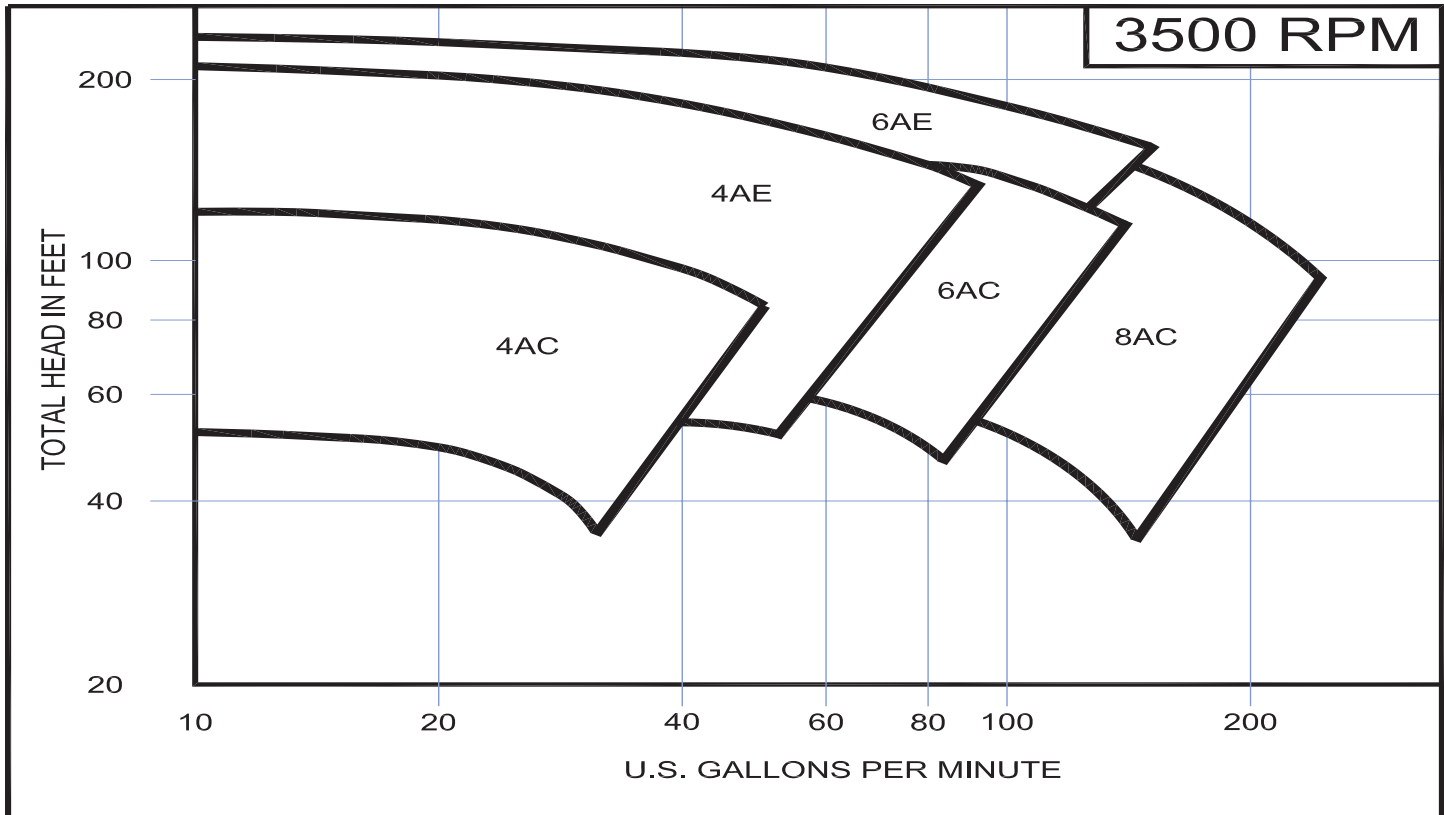 3500 RPM
200
6AE
4AE
100
6AC
80
8AC
4AC
60
40
20
TOTAL HEAD IN FEET
10 20 40 60 80 100 200
U.S. GALLONS PER MINUTE